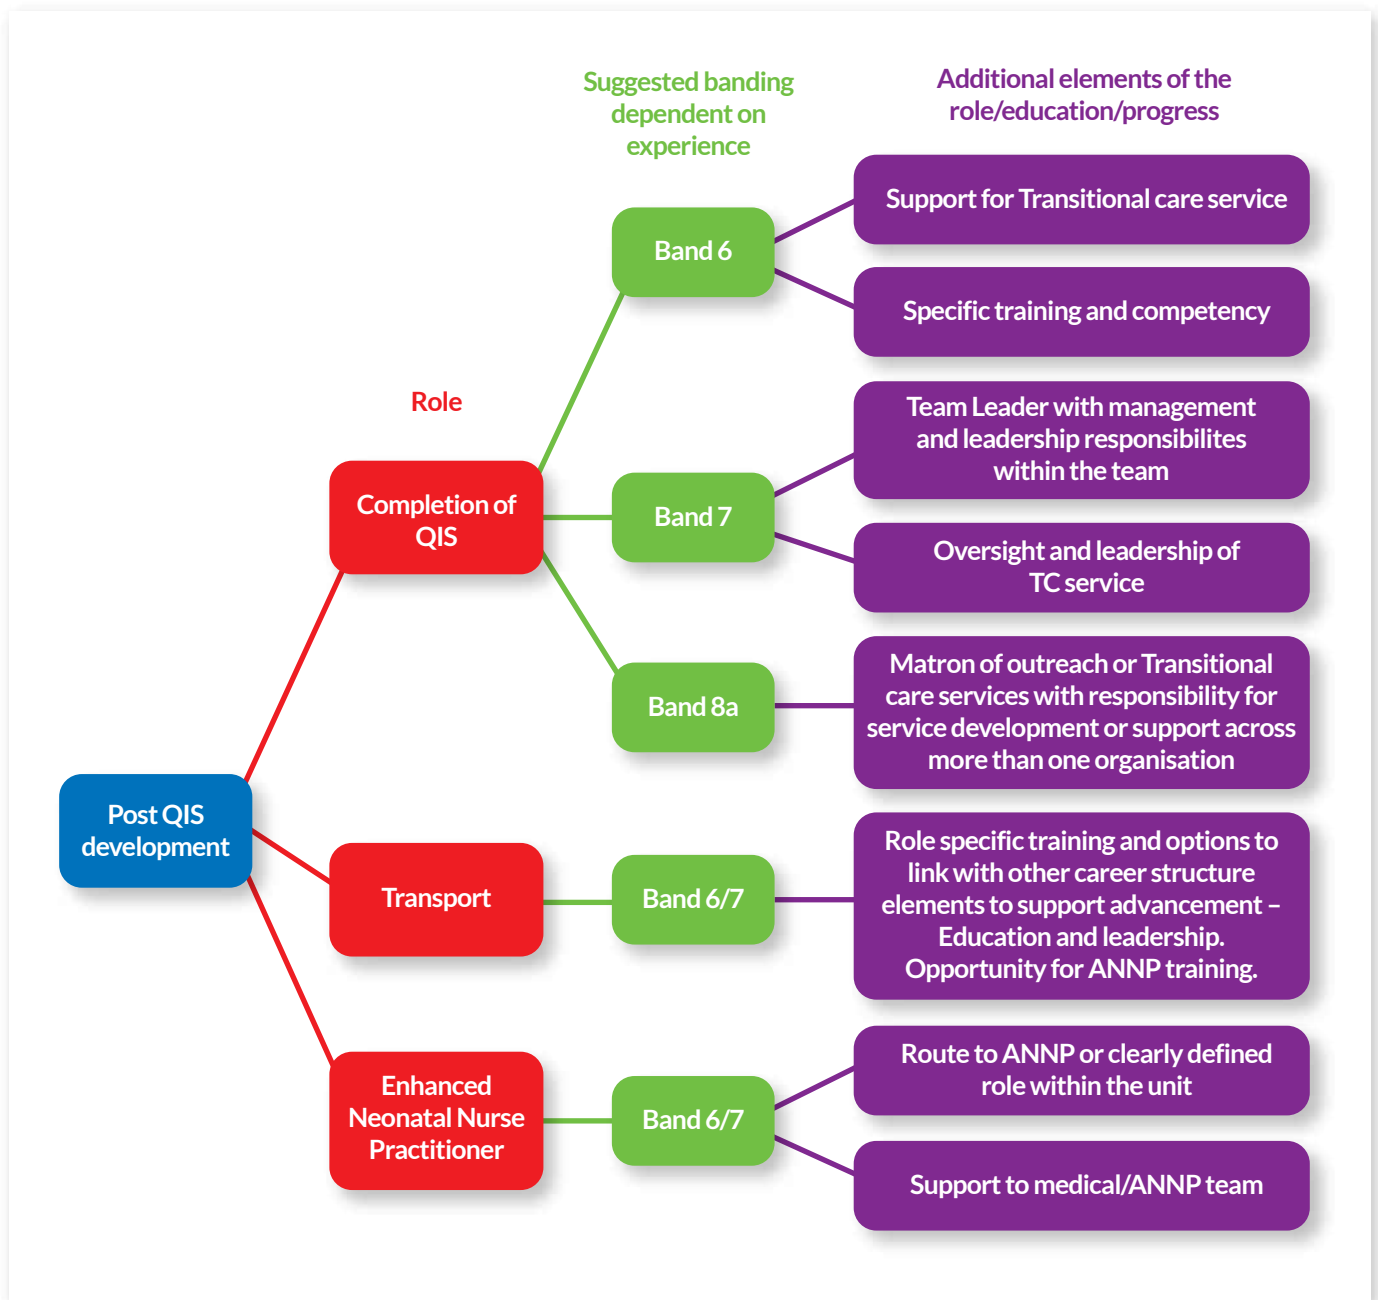 Suggested banding
dependent on
experience
Additional elements of the
role/education/progress
Support for Transitional care service
Band 6
Specific training and competency
Role
Team Leader with management
and leadership responsibilites
within the team
Completion of
QIS
Band 7
Oversight and leadership of
TC service
Matron of outreach or Transitional
care services with responsibility for
service development or support across
more than one organisation
Band 8a
Post QIS
development
Role specific training and options to
link with other career structure
elements to support advancement –
Education and leadership.
Opportunity for ANNP training.
Transport
Band 6/7
Route to ANNP or clearly defined
role within the unit
Enhanced
Neonatal Nurse
Practitioner
Band 6/7
Support to medical/ANNP team